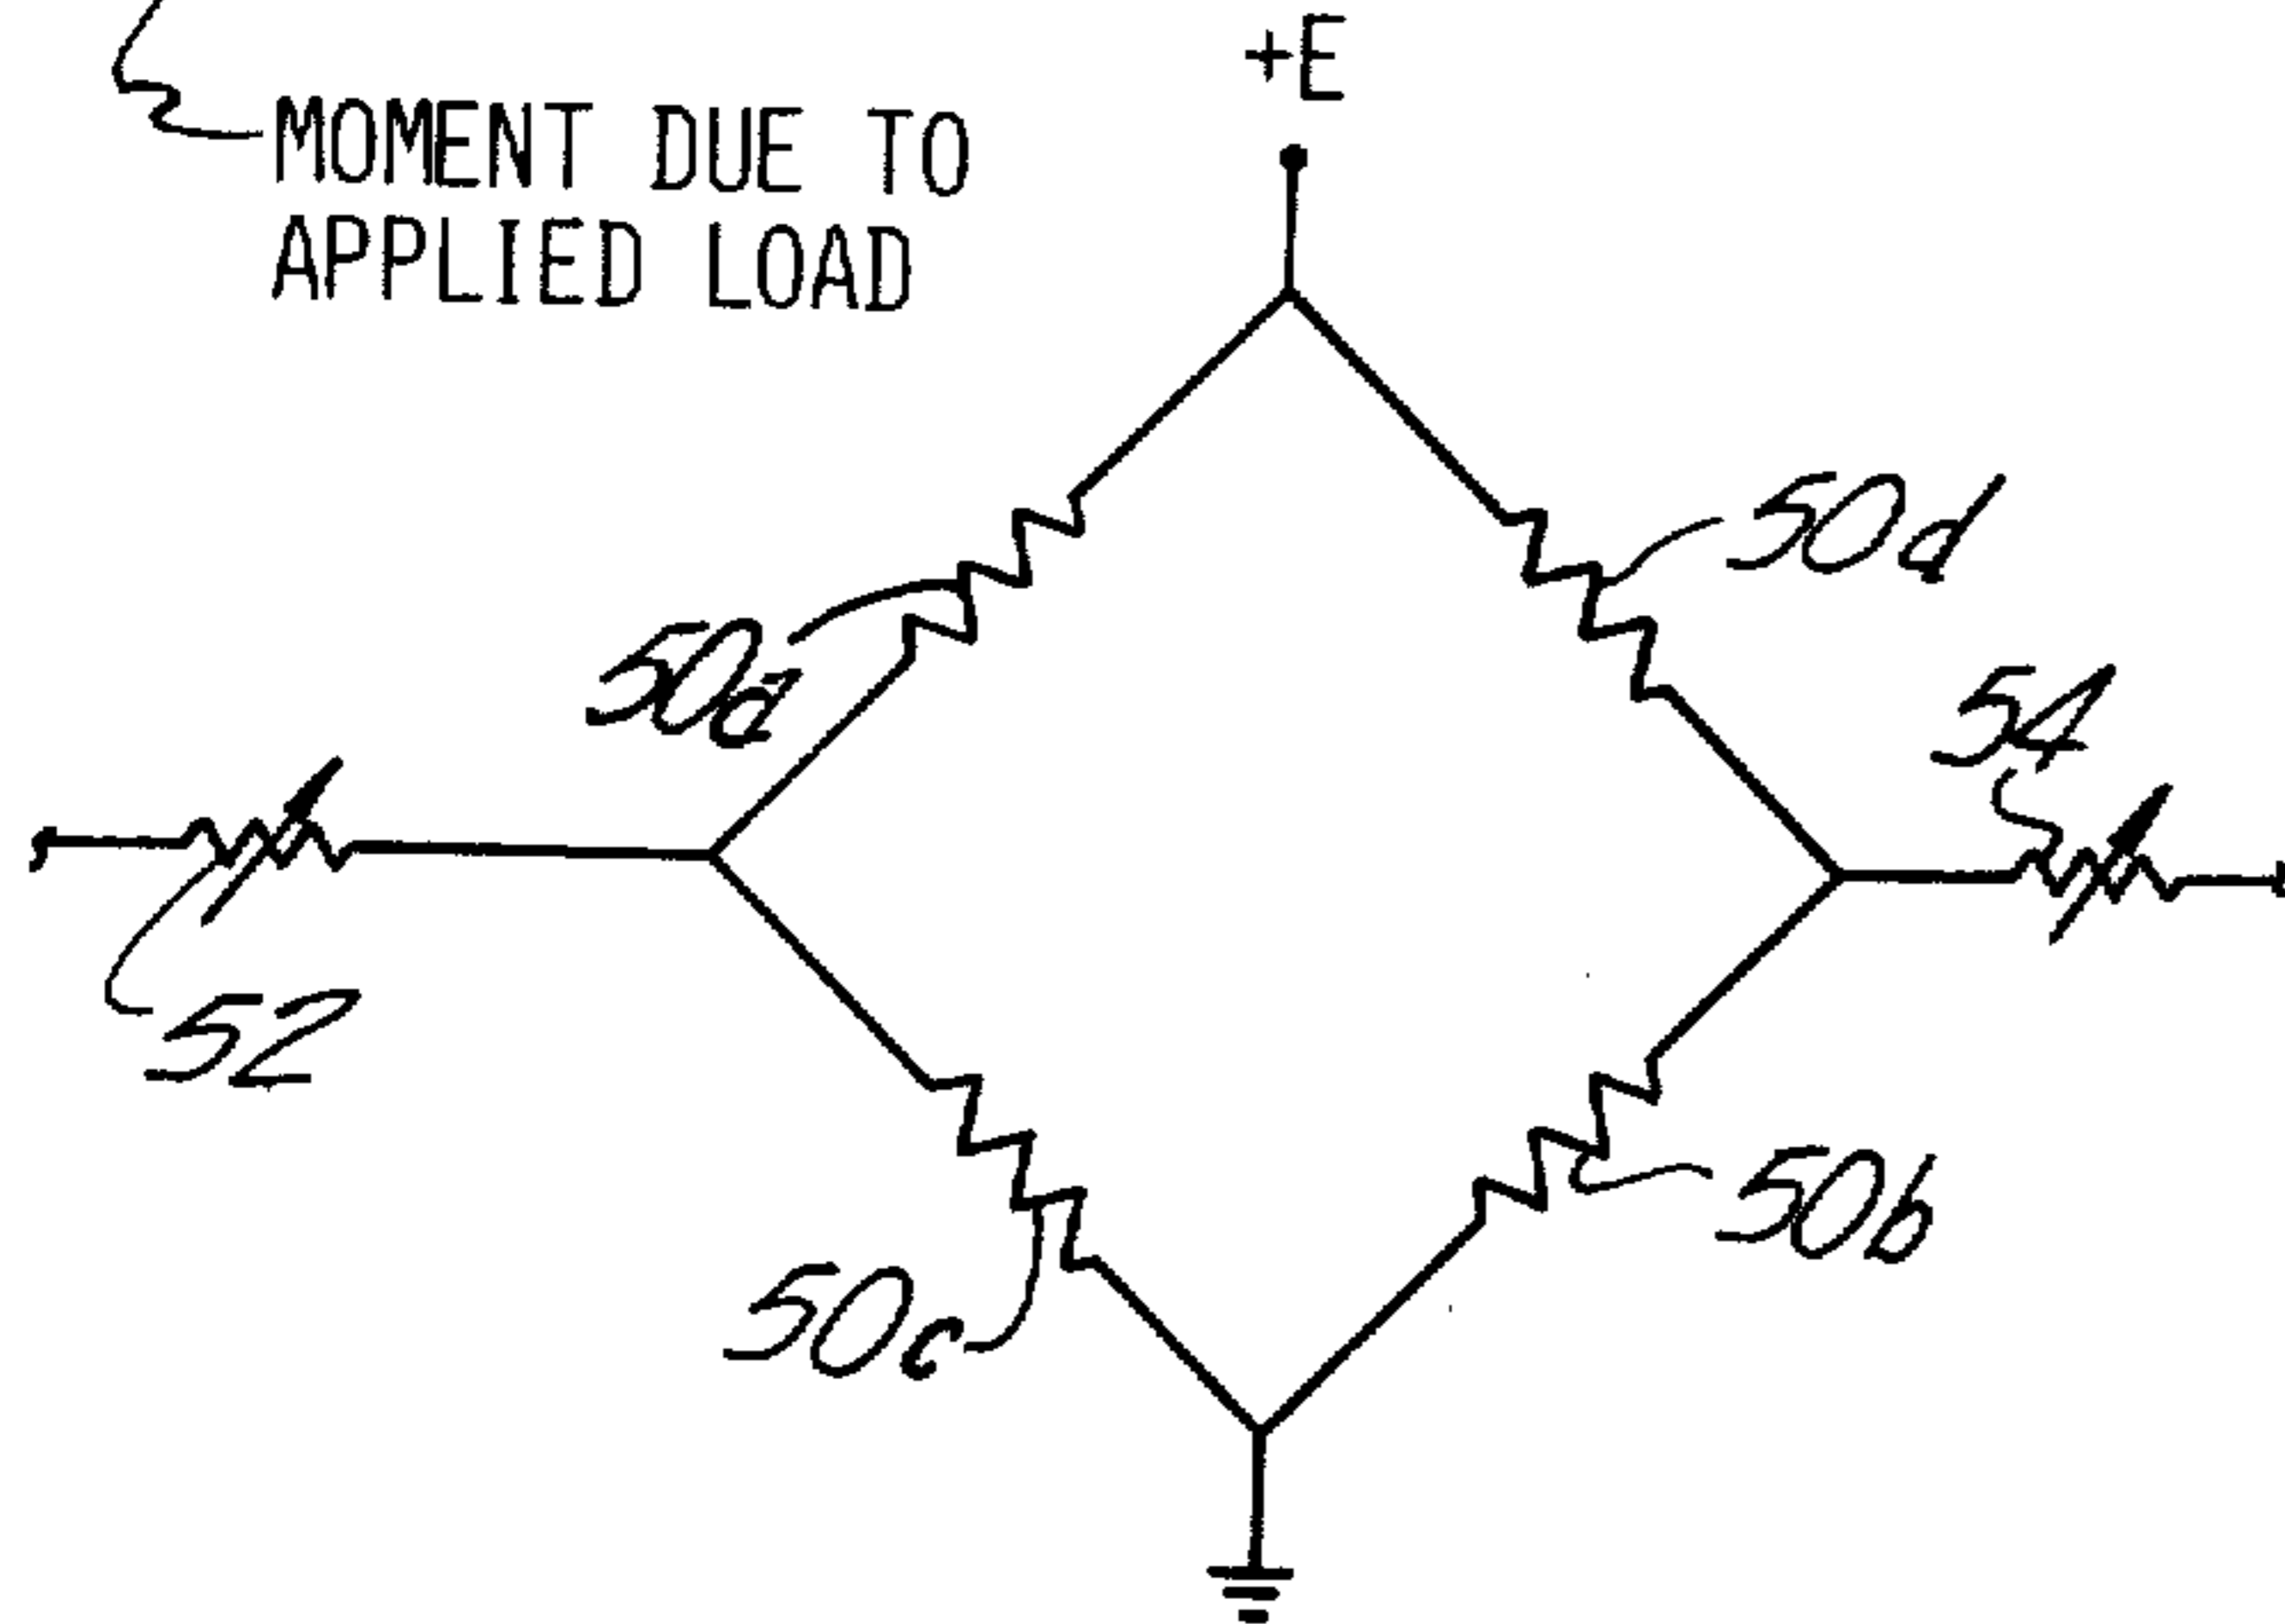 +E
MOMENT DUE TO
APPLIED LOAD
50d
50a
54
52
50b
50c